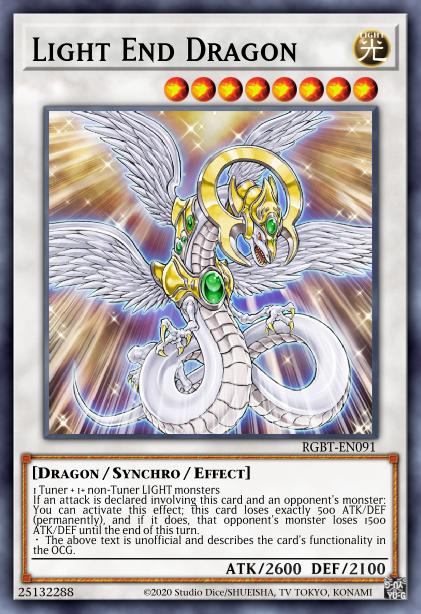 Light End Dragon
LIGHT
光
RGBT-EN091
[Dragon / Synchro / Effect]
1 Tuner + 1+ non-Tuner LIGHT monsters
If an attack is declared involving this card and an opponent's monster:
You can activate this effect; this card loses exactly 500 ATK/DEF
(permanently), and if it does, that opponent's monster loses 1500
ATK/DEF until the end of this turn.
· The above text is unofficial and describes the card's functionality in
the OCG.
ATK/2600 DEF/2100
25132288
©2020 Studio Dice/SHUEISHA, TV TOKYO, KONAMI